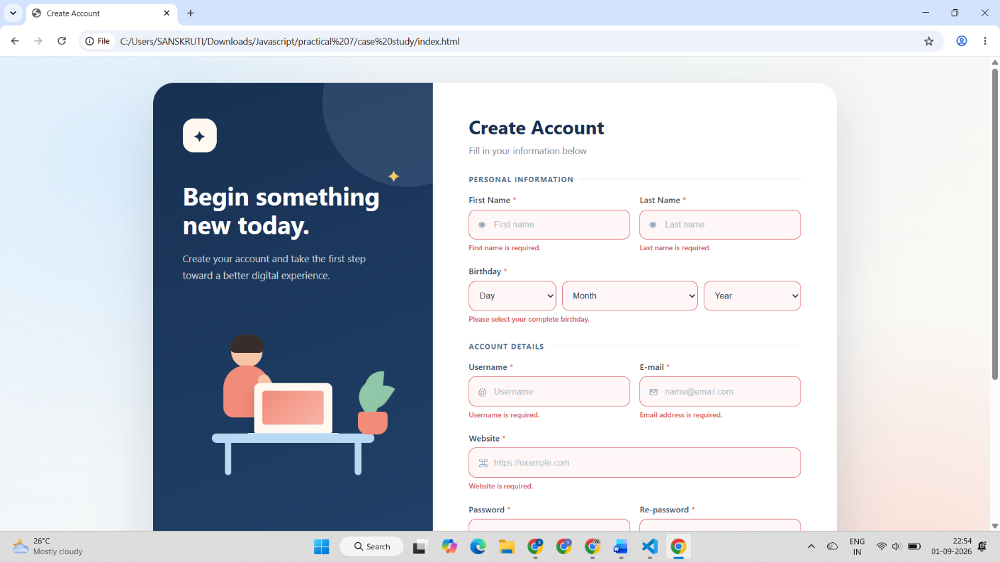 Create Account
File
C:/Users/SANSKRUTI/Downloads/Javascript/practical%207/case%20study/index.html
Begin something
new today.
Create your account and take the first step
toward a better digital experience.
Create Account
Fill in your information below
PERSONAL INFORMATION
First Name *
Last Name *
First name
Last name
First name is required.
Last name is required.
Birthday *
Day
Month
Year
Please select your complete birthday.
ACCOUNT DETAILS
Username *
E-mail *
@ Username
name@email.com
Username is required.
Email address is required.
Website *
⌘ https://example.com
Website is required.
Password *
Re-password *
26°C
Mostly cloudy
Search
ENG
IN
22:54
01-09-2026